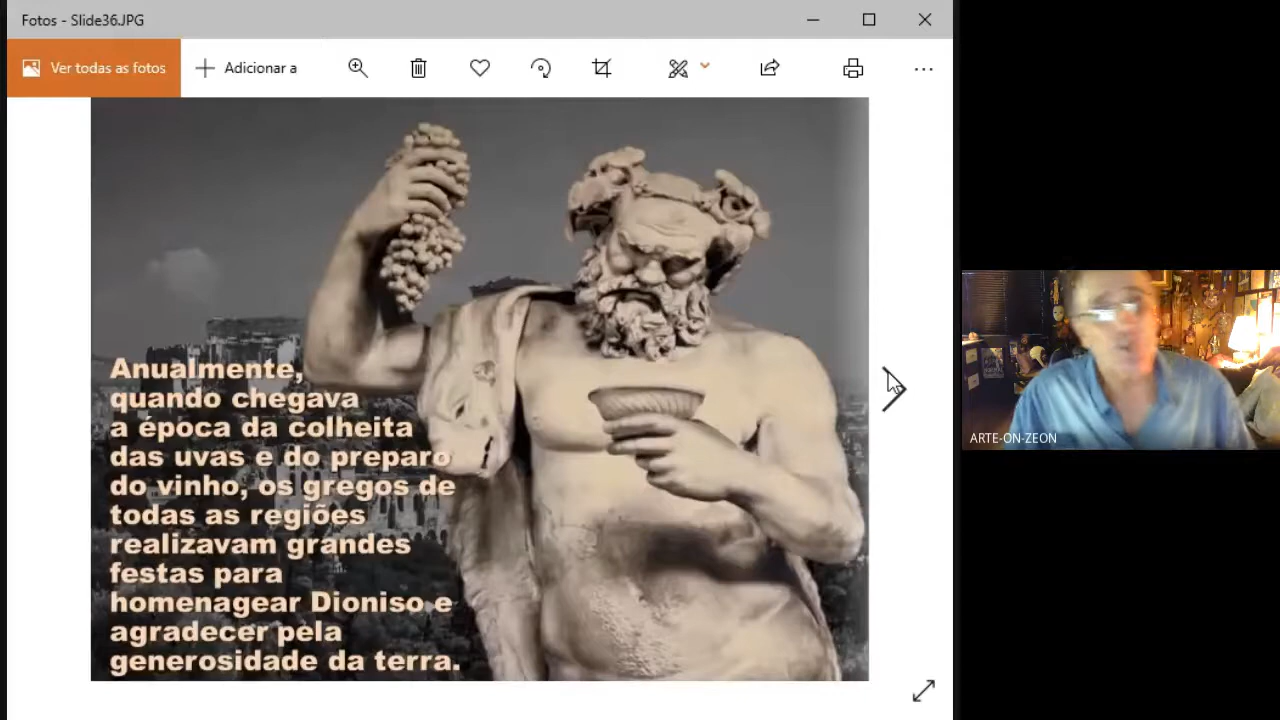 Fotos - Slide36.JPG
Ver todas as fotos
Adicionar a
Anualmente,
quando chegava
a época da colheita
das uvas e do preparo
do vinho, os gregos de
todas as regiões
realizavam grandes
festas para
homenagear Dioniso e
agradecer pela
generosidade da terra.
ARTE-ON-ZEON